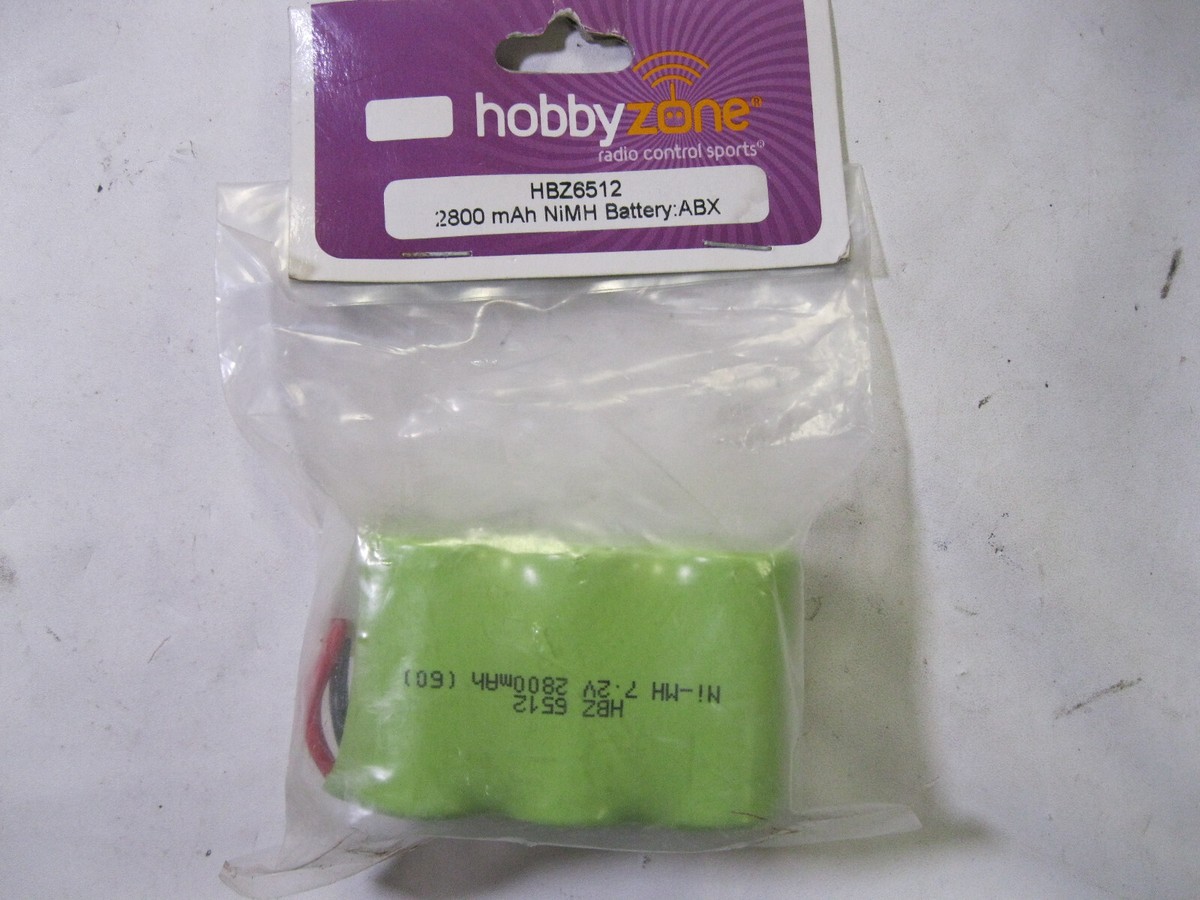 hobbyzone®
radio control sports®
HBZ6512
2800 mAh NiMH Battery:ABX
Ni-MH 7.2V 2800mAh (60)
HBZ 6512